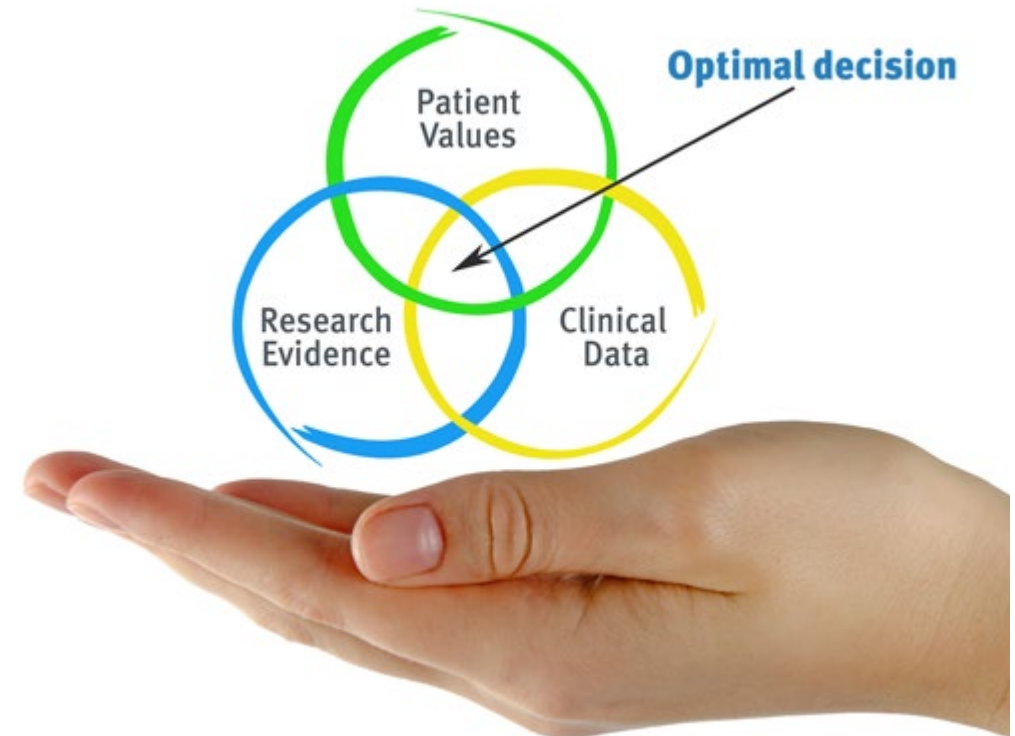 Optimal decision
Patient
Values
Research
Evidence
Clinical
Data